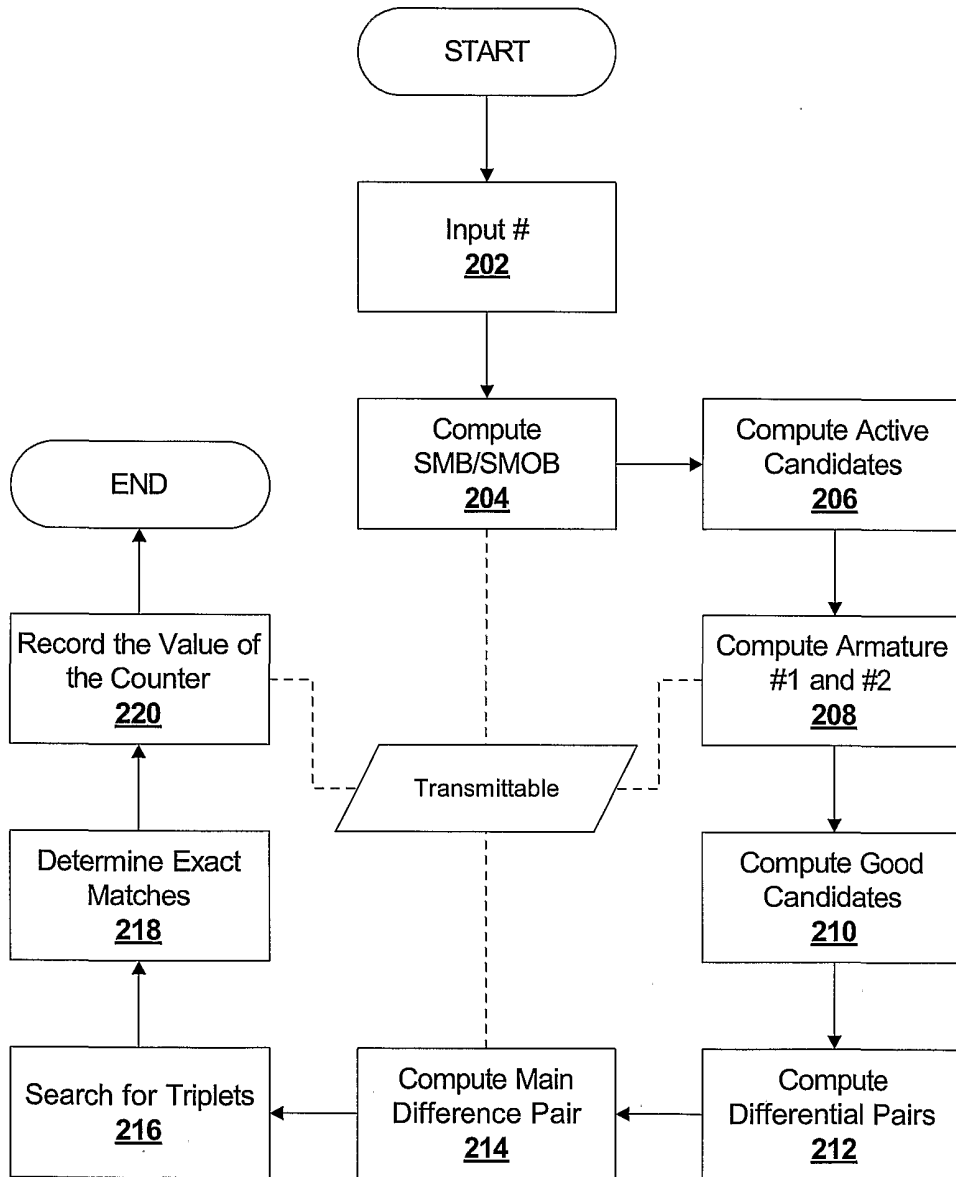 START
Input #
202
Compute
SMB/SMOB
204
Compute Active
Candidates
206
Compute Armature
#1 and #2
208
Compute Good
Candidates
210
Compute
Differential Pairs
212
Compute Main
Difference Pair
214
Search for Triplets
216
Determine Exact
Matches
218
Record the Value of
the Counter
220
END
Transmittable